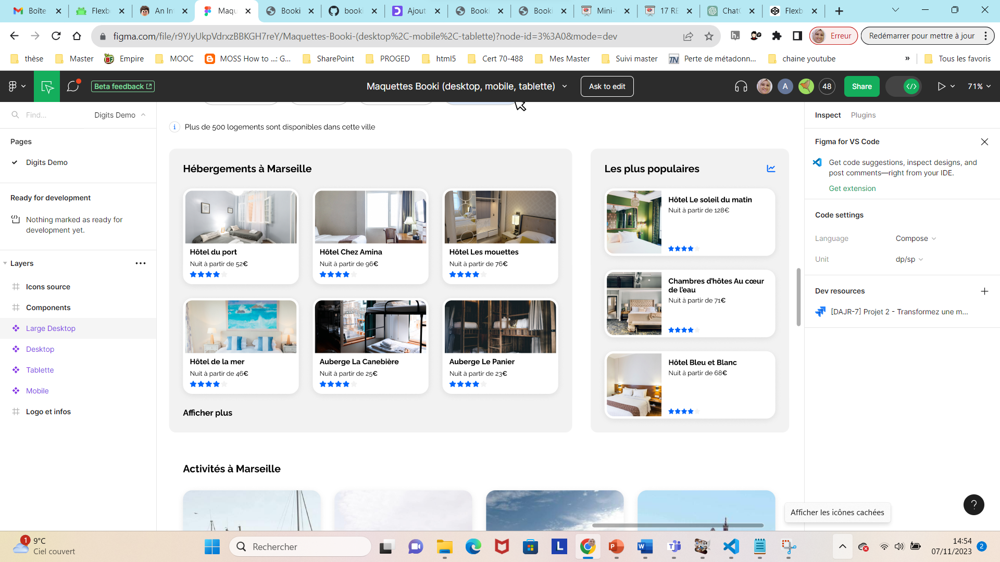 Boîte
Flexb
An In
Maqu
Booki
booki
Ajout
Booki
Booki
Mini-
17 RE
ChatG
Flexb
figma.com/file/r9YJyUkpVdrxzBBKGH7reY/Maquettes-Booki-(desktop%2C-mobile%2C-tablette)?node-id=3%3A0&mode=dev
h.
Erreur
Redémarrer pour mettre à jour
thèse
Master
Empire
MOOC
MOSS How to ...: G...
SharePoint
PROGED
html5
Cert 70-488
Mes Master
Suivi master
Perte de métadonn...
chaine youtube
»
Tous les favoris
Beta feedback
Maquettes Booki (desktop, mobile, tablette)
Ask to edit
A
48
Share
71%
Find...
Digits Demo
Inspect
Plugins
Pages
Digits Demo
Ready for development
Nothing marked as ready for
development yet.
Layers
Icons source
Components
Large Desktop
Desktop
Tablette
Mobile
Logo et infos
Plus de 500 logements sont disponibles dans cette ville
Hébergements à Marseille
Hôtel du port
Nuit à partir de 52€
Hôtel Chez Amina
Nuit à partir de 96€
Hôtel Les mouettes
Nuit à partir de 76€
Hôtel de la mer
Nuit à partir de 46€
Auberge La Canebière
Nuit à partir de 25€
Auberge Le Panier
Nuit à partir de 23€
Afficher plus
Les plus populaires
Hôtel Le soleil du matin
Nuit à partir de 128€
Chambres d'hôtes Au cœur
de l'eau
Nuit à partir de 71€
Hôtel Bleu et Blanc
Nuit à partir de 68€
Activités à Marseille
Figma for VS Code
Get code suggestions, inspect designs, and
post comments—right from your IDE.
Get extension
Code settings
Language
Compose
Unit
dp/sp
Dev resources
[DAJR-7] Projet 2 - Transformez une m...
?
Afficher les icônes cachées
1
9°C
Ciel couvert
Rechercher
14:54
07/11/2023
2